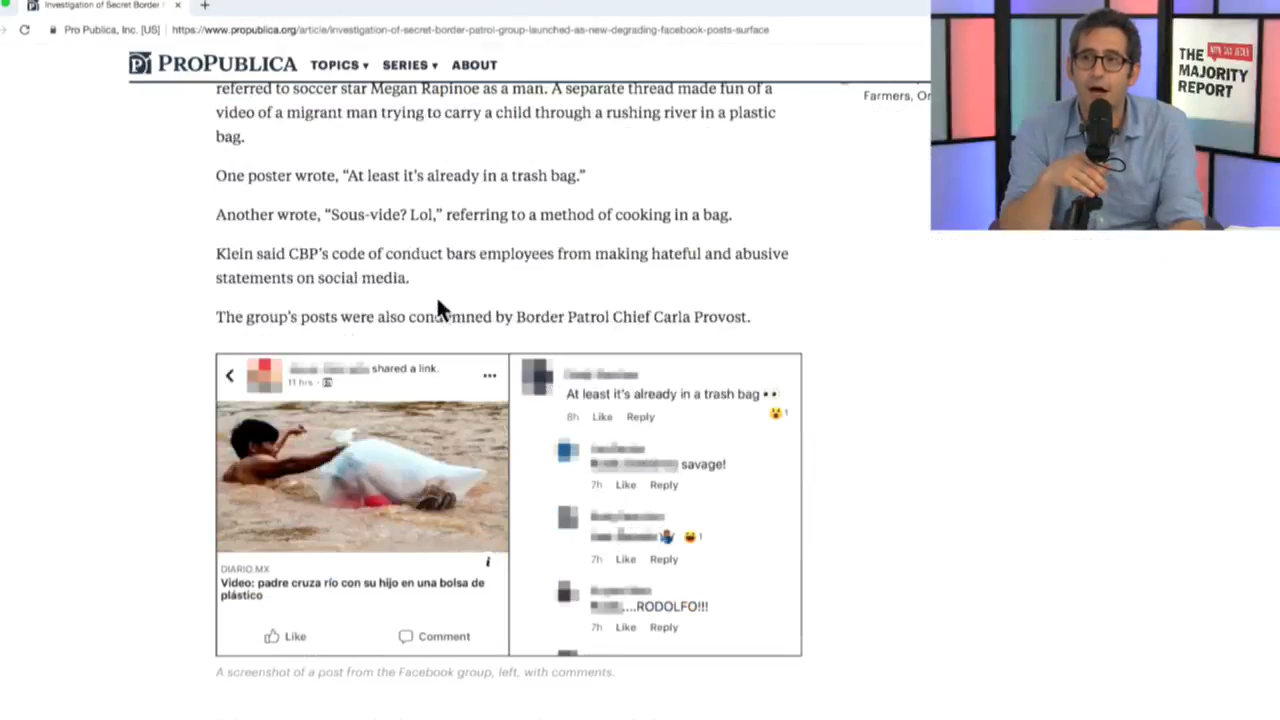 Investigation of Secret Border
Pro Publica, Inc. [US]
https://www.propublica.org/article/investigation-of-secret-border-patrol-group-launched-as-new-degrading-facebook-posts-surface
PROPUBLICA TOPICS SERIES ABOUT
referred to soccer star Megan Rapinoe as a man. A separate thread made fun of a
video of a migrant man trying to carry a child through a rushing river in a plastic
bag.
Farmers,
THE
MAJORITY
REPORT
One poster wrote, “At least it’s already in a trash bag.”
Another wrote, “Sous-vide? Lol,” referring to a method of cooking in a bag.
Klein said CBP’s code of conduct bars employees from making hateful and abusive
statements on social media.
The group’s posts were also condemned by Border Patrol Chief Carla Provost.
shared a link.
11 hrs
DIARIO.MX
Video: padre cruza río con su hijo en una bolsa de
plástico
Like Comment
At least it's already in a trash bag 👀
😮 1
8h Like Reply
savage!
7h Like Reply
😆 1
7h Like Reply
....RODOLFO!!!
7h Like Reply
A screenshot of a post from the Facebook group, left, with comments.